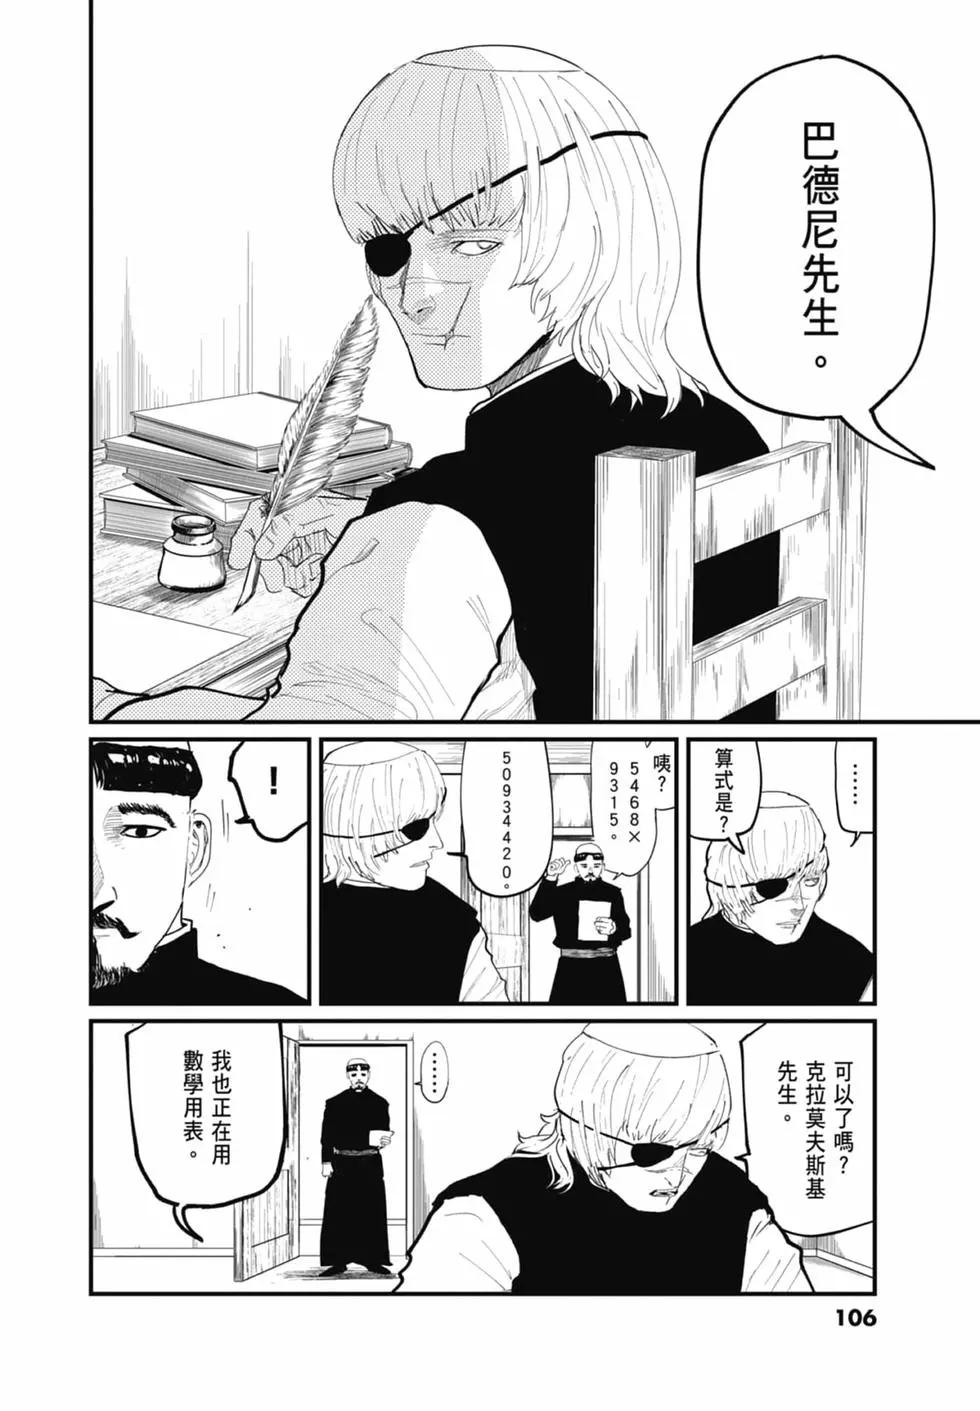 巴德尼先生。
……
算式是?
咦?
5468×
9315。
50934420。
!
可以了嗎?
克拉莫夫斯基
先生。
……
我也正在用
數學用表。
106